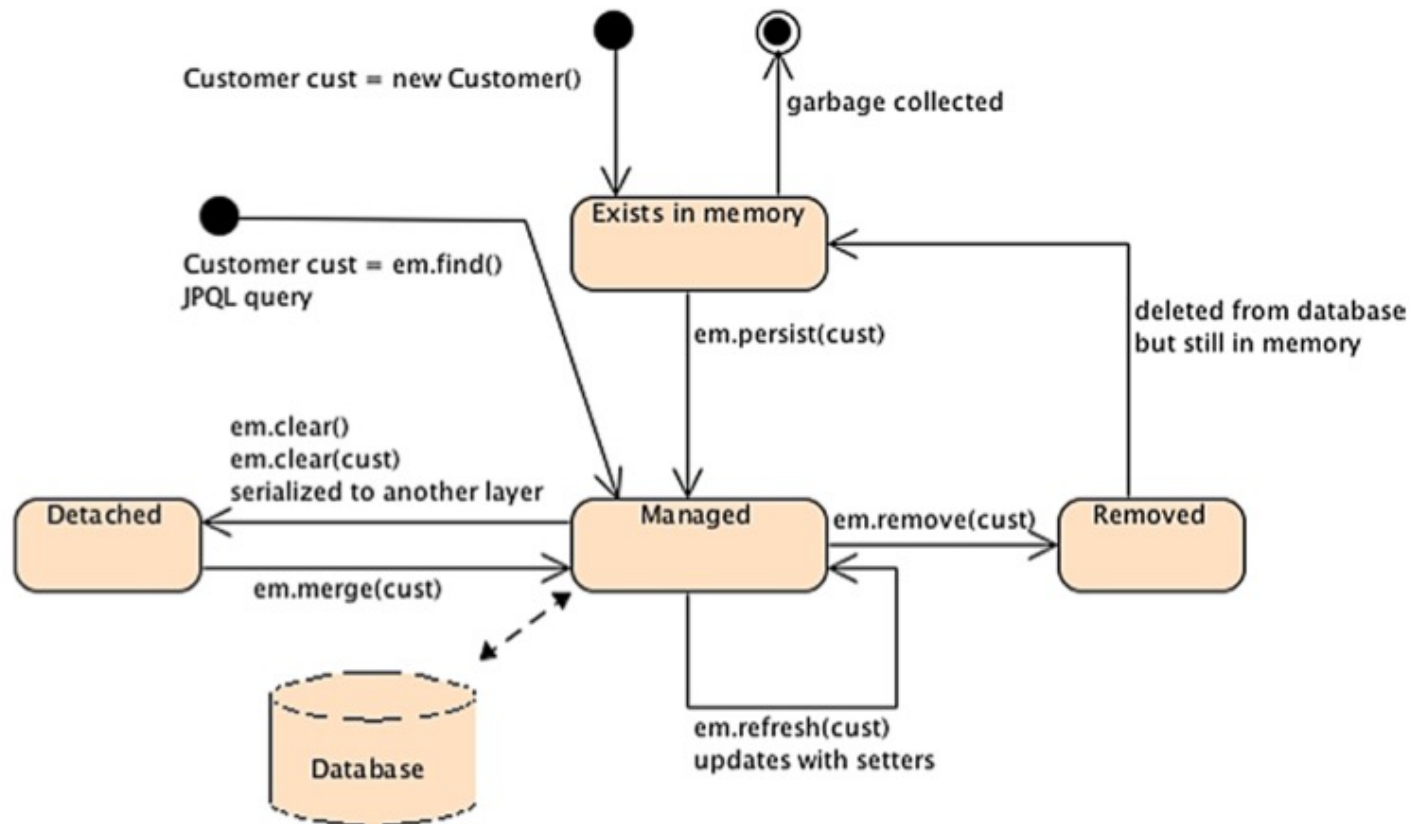 Customer cust = new Customer()
garbage collected
Exists in memory
Customer cust = em.find()
JPQL query
deleted from database
but still in memory
em.persist(cust)
em.clear()
em.clear(cust)
serialized to another layer
Detached
Managed
em.remove(cust)
Removed
em.merge(cust)
em.refresh(cust)
updates with setters
Database